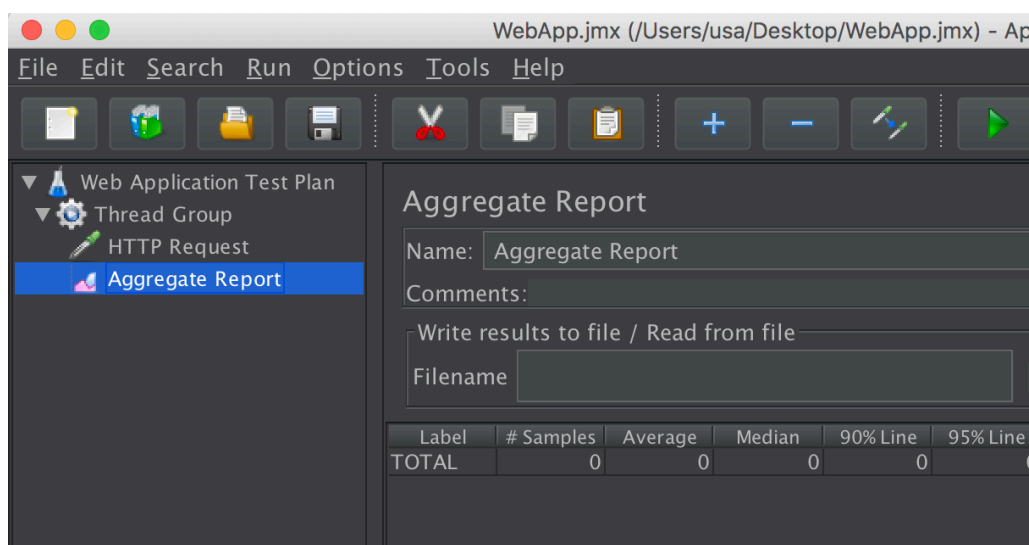 WebApp.jmx (/Users/usa/Desktop/WebApp.jmx) - Ap
File Edit Search Run Options Tools Help
Web Application Test Plan
Thread Group
HTTP Request
Aggregate Report
Aggregate Report
Name: Aggregate Report
Comments:
Write results to file / Read from file
Filename
Label # Samples Average Median 90% Line 95% Line
TOTAL 0 0 0 0